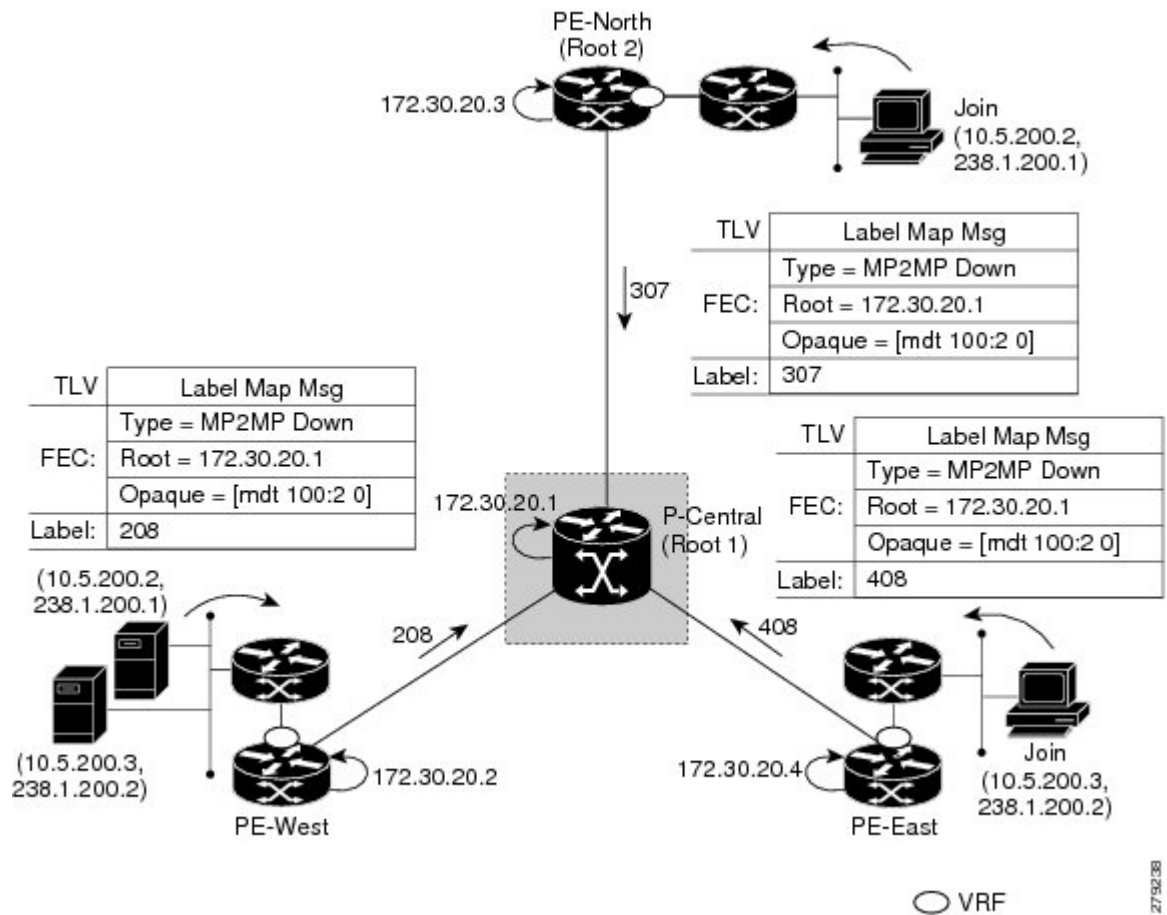 PE-North
(Root 2)
172.30.20.3
Join
(10.5.200.2,
238.1.200.1)
TLV
Label Map Msg
Type = MP2MP Down
FEC:
Root = 172.30.20.1
Opaque = [mdt 100:2 0]
Label:
307
307
TLV
Label Map Msg
Type = MP2MP Down
FEC:
Root = 172.30.20.1
Opaque = [mdt 100:2 0]
Label:
208
TLV
Label Map Msg
Type = MP2MP Down
FEC:
Root = 172.30.20.1
Opaque = [mdt 100:2 0]
Label:
408
172.30.20.1
P-Central
(Root 1)
(10.5.200.2,
238.1.200.1)
208
408
(10.5.200.3,
238.1.200.2)
172.30.20.2
PE-West
172.30.20.4
PE-East
Join
(10.5.200.3,
238.1.200.2)
VRF
279238